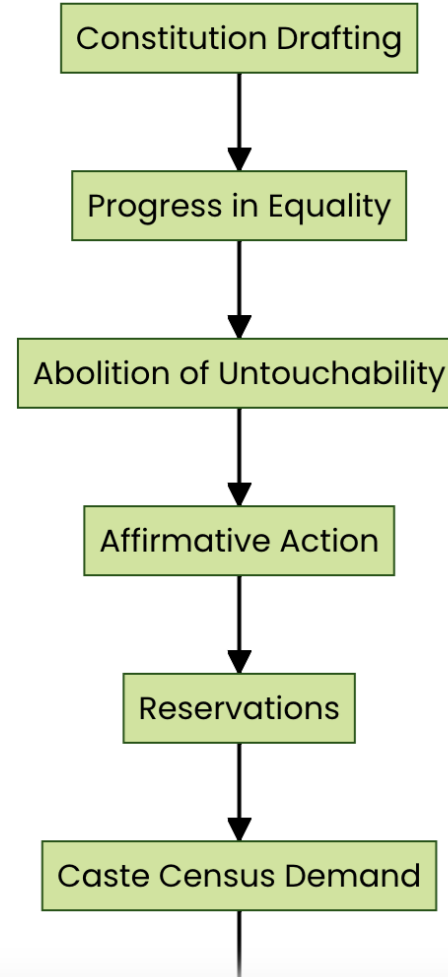 Constitution Drafting
Progress in Equality
Abolition of Untouchability
Affirmative Action
Reservations
Caste Census Demand